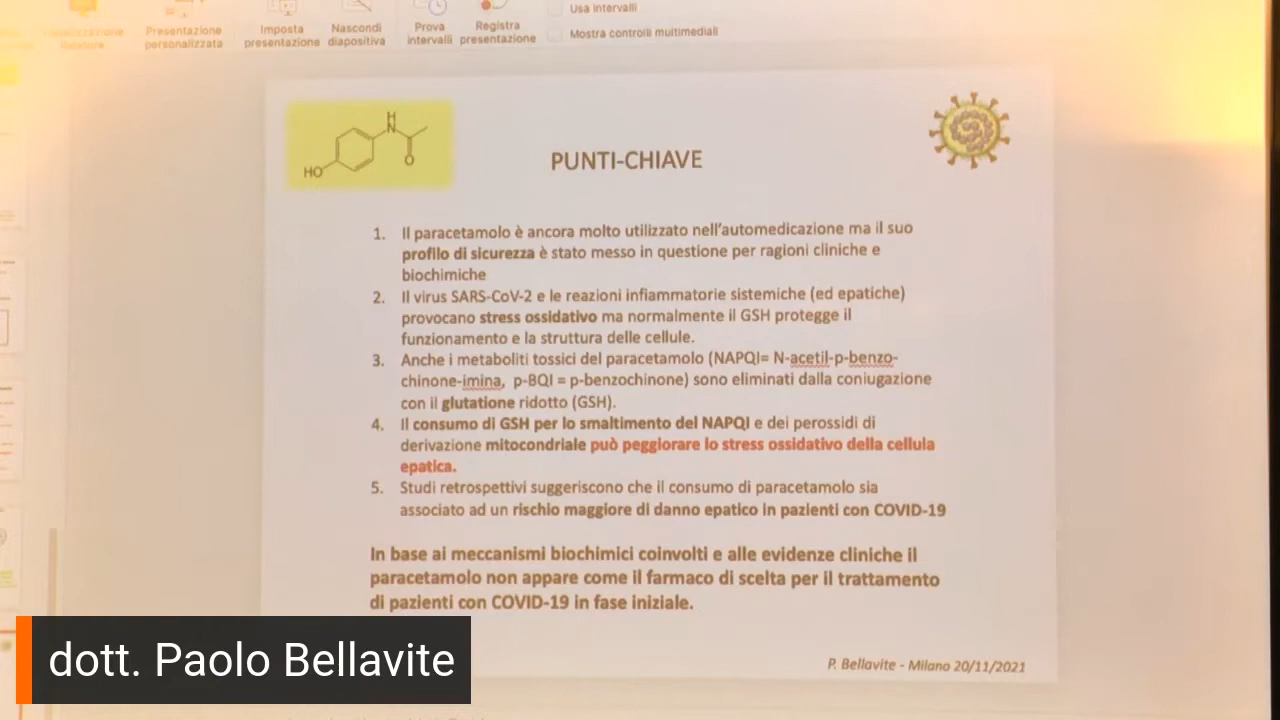 Presentazione
personalizzata
Imposta
presentazione
Nascondi
diapositiva
Prova
intervalli
Registra
presentazione
Usa intervalli
Mostra controlli multimediali
H
N
O
HO
PUNTI-CHIAVE
1. Il paracetamolo è ancora molto utilizzato nell'automedicazione ma il suo
profilo di sicurezza è stato messo in questione per ragioni cliniche e
biochimiche
2. Il virus SARS-CoV-2 e le reazioni infiammatorie sistemiche (ed epatiche)
provocano stress ossidativo ma normalmente il GSH protegge il
funzionamento e la struttura delle cellule.
3. Anche i metaboliti tossici del paracetamolo (NAPQI= N-acetil-p-benzo-
chinone-imina, p-BQI = p-benzochinone) sono eliminati dalla coniugazione
con il glutatione ridotto (GSH).
4. Il consumo di GSH per lo smaltimento del NAPQI e dei perossidi di
derivazione mitocondriale può peggiorare lo stress ossidativo della cellula
epatica.
5. Studi retrospettivi suggeriscono che il consumo di paracetamolo sia
associato ad un rischio maggiore di danno epatico in pazienti con COVID-19
In base ai meccanismi biochimici coinvolti e alle evidenze cliniche il
paracetamolo non appare come il farmaco di scelta per il trattamento
di pazienti con COVID-19 in fase iniziale.
P. Bellavite - Milano 20/11/2021
dott. Paolo Bellavite